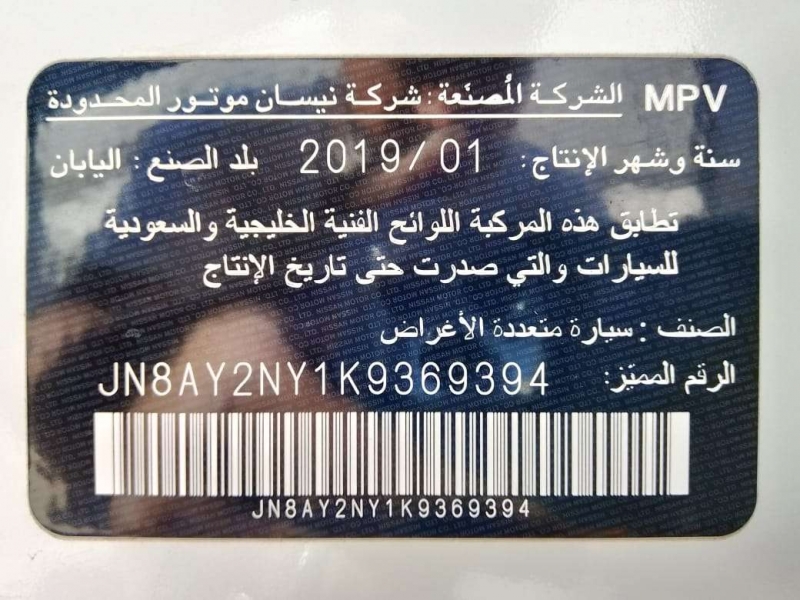 MPV الشركة المُصنّعة: شركة نيسان موتور المحدودة
سنة وشهر الإنتاج: 2019/01 بلد الصنع: اليابان
تطابق هذه المركبة اللوائح الفنية الخليجية والسعودية
للسيارات والتي صدرت حتى تاريخ الإنتاج
الصنف: سيارة متعددة الأغراض
الرقم المميّز: JN8AY2NY1K9369394
JN8AY2NY1K9369394